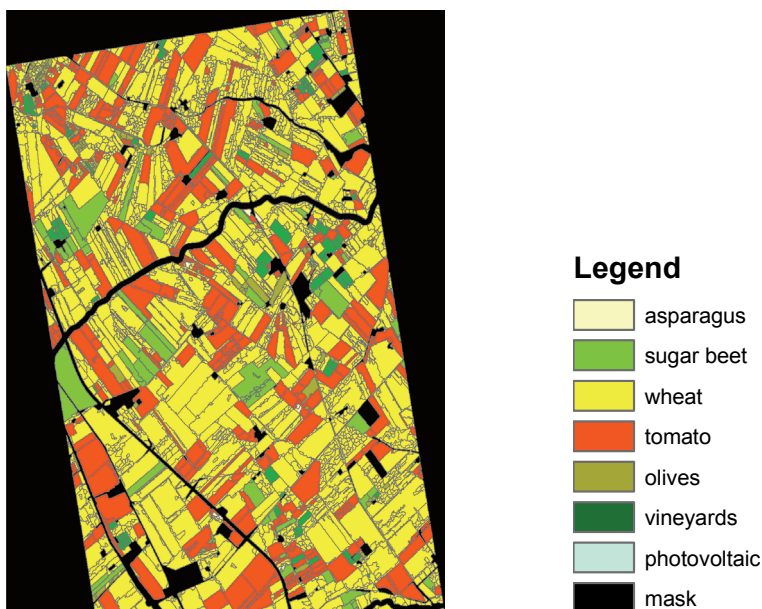 Legend
asparagus
sugar beet
wheat
tomato
olives
vineyards
photovoltaic
mask